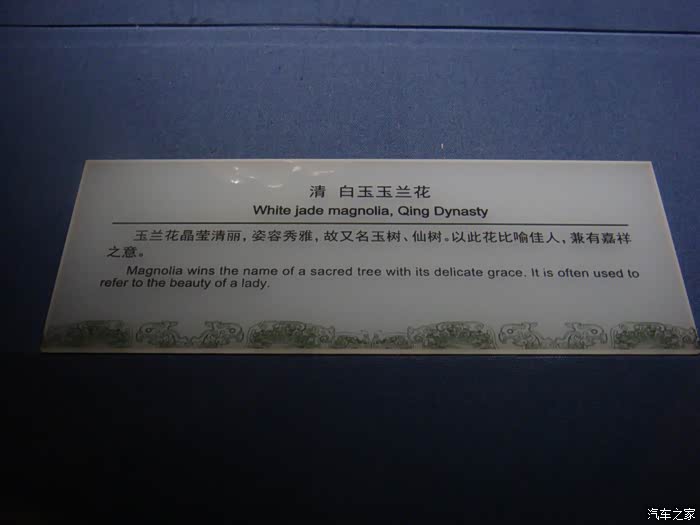 清 白玉玉兰花
White jade magnolia, Qing Dynasty
玉兰花晶莹清丽，姿容秀雅，故又名玉树、仙树。以此花比喻佳人，兼有嘉祥
之意。
Magnolia wins the name of a sacred tree with its delicate grace. It is often used to
refer to the beauty of a lady.
汽车之家